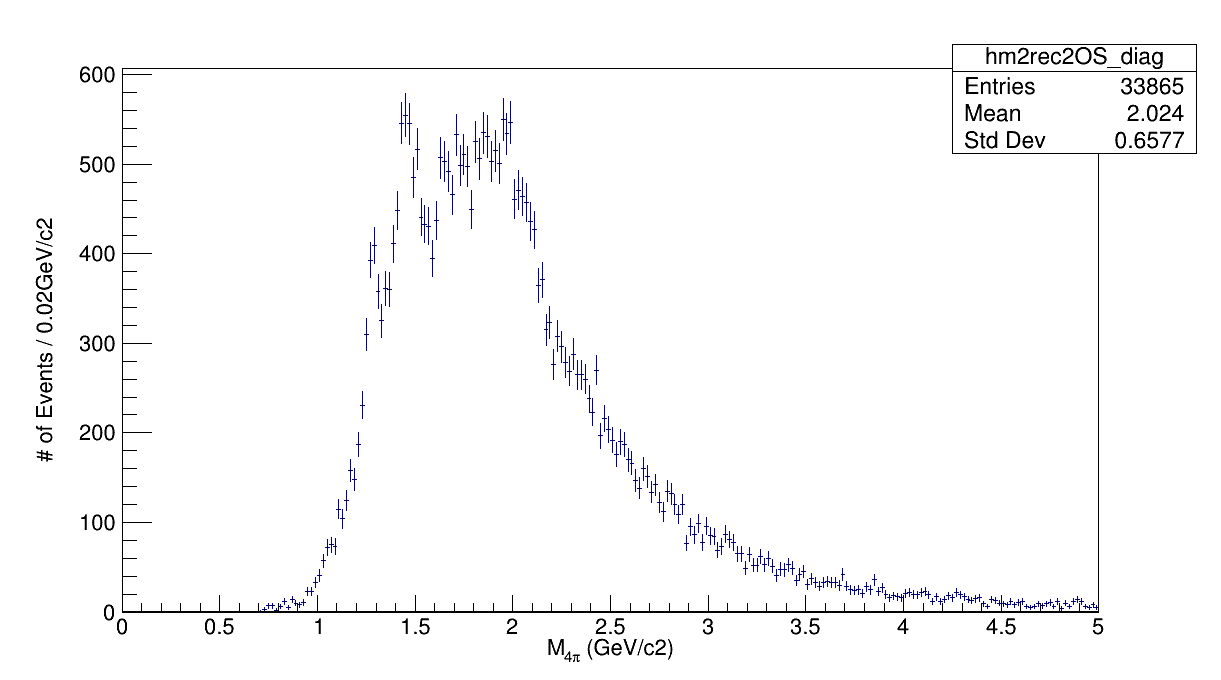 hm2rec2OS_diag
Entries 33865
Mean 2.024
Std Dev 0.6577
# of Events / 0.02GeV/c2
600
500
400
300
200
100
0
0 0.5 1 1.5 2 2.5 3 3.5 4 4.5 5
M4π (GeV/c2)